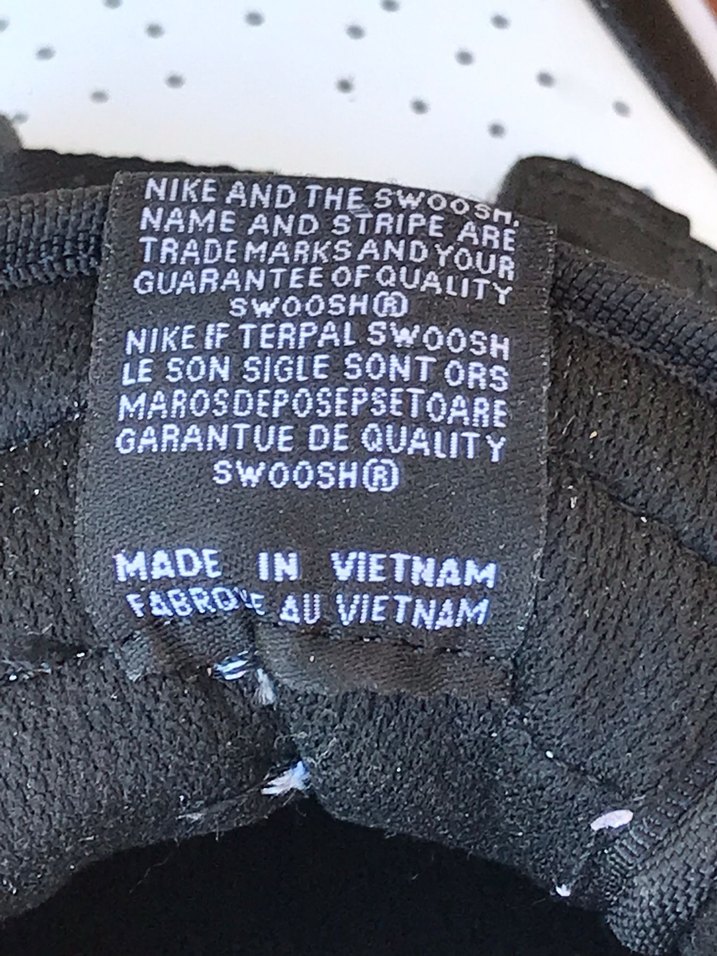 NIKE AND THE SWOOSH,
NAME AND STRIPE ARE
TRADEMARKS AND YOUR
GUARANTEE OF QUALITY
SWOOSH®
NIKE IF TERPAL SWOOSH
LE SON SIGLE SONT ORS
MAROSDEPOSEPSETOARE
GARANTUE DE QUALITY
SWOOSH®
MADE IN VIETNAM
FABRQVE AU VIETNAM